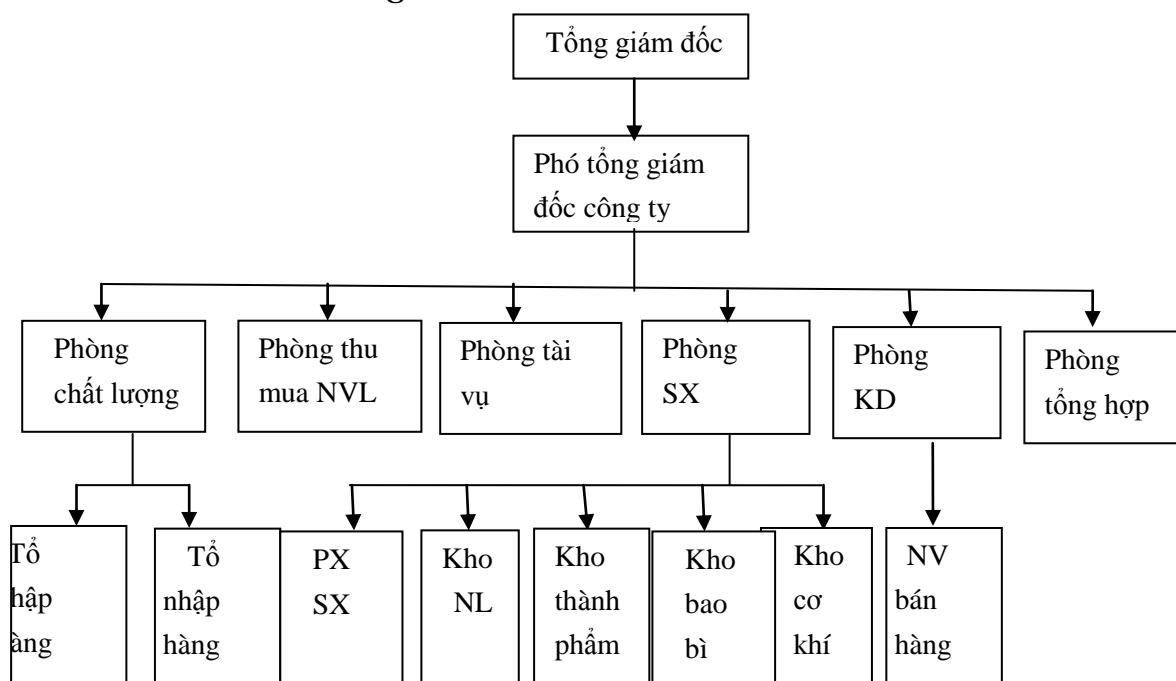 Tổng giám đốc
Phó tổng giám
đốc công ty
Phòng
chất lượng
Phòng thu
mua NVL
Phòng tài
vụ
Phòng
SX
Phòng
KD
Phòng
tổng hợp
Tổ
hập
àng
Tổ
nhập
hàng
PX
SX
Kho
NL
Kho
thành
phẩm
Kho
bao
bì
Kho
cơ
khí
NV
bán
hàng